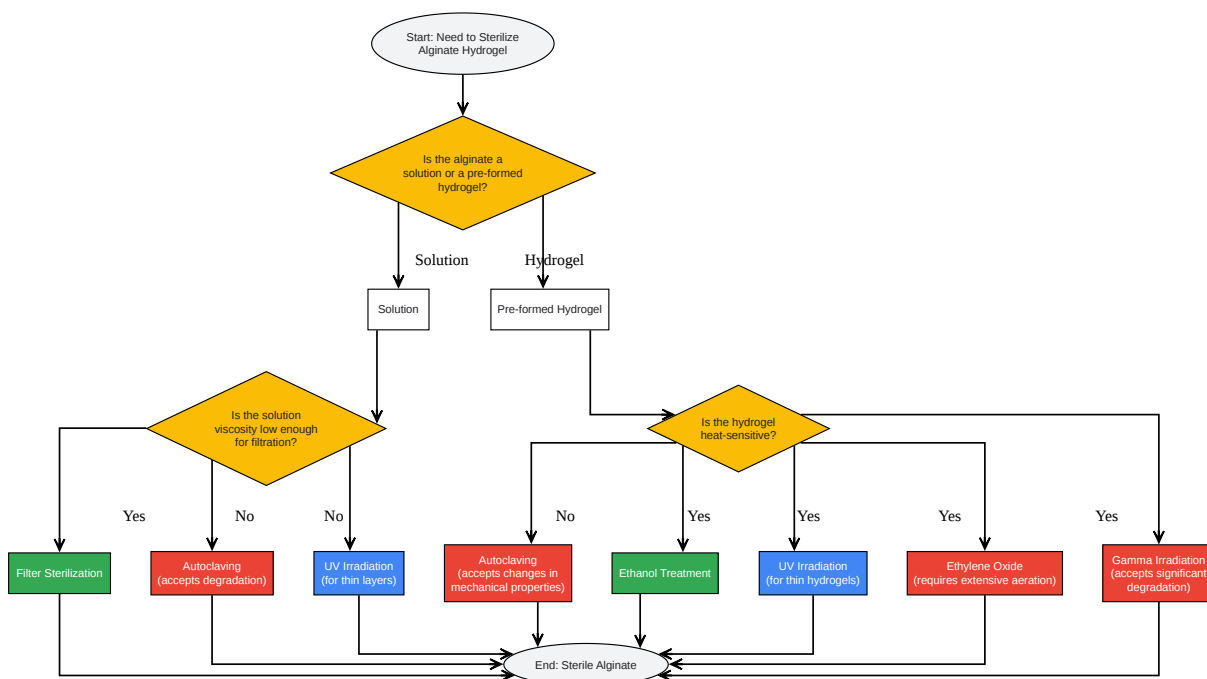 Start: Need to Sterilize
Alginate Hydrogel
Is the alginate a
solution or a pre-formed
hydrogel?
Solution
Hydrogel
Solution
Pre-formed Hydrogel
Is the solution
viscosity low enough
for filtration?
Is the hydrogel
heat-sensitive?
Yes
No
No
No
Yes
Yes
Yes
Yes
Filter Sterilization
Autoclaving
(accepts degradation)
UV Irradiation
(for thin layers)
Autoclaving
(accepts changes in
mechanical properties)
Ethanol Treatment
UV Irradiation
(for thin hydrogels)
Ethylene Oxide
(requires extensive aeration)
Gamma Irradiation
(accepts significant
degradation)
End: Sterile Alginate